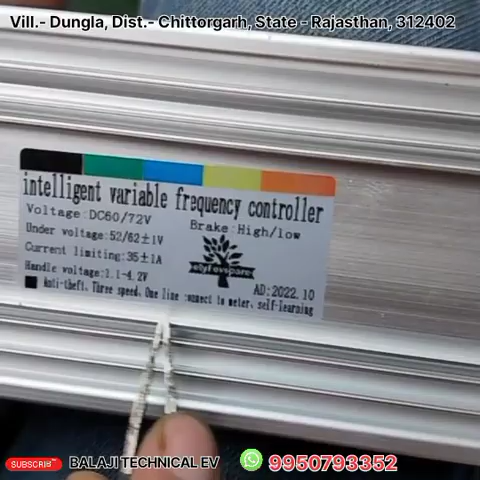 Vill.- Dungla, Dist.- Chittorgarh, State - Rajasthan, 312402
intelligent variable frequency controller
Voltage:DC60/72V
Brake:High/low
Under voltage:52/62±1V
Current limiting:35±1A
Handle voltage:1.1-4.2V
AD:2022.10
Anti-theft, Three speed, One line connect to meter, self-learning
SUBSCRIB
BALAJI TECHNICAL EV
9950793352